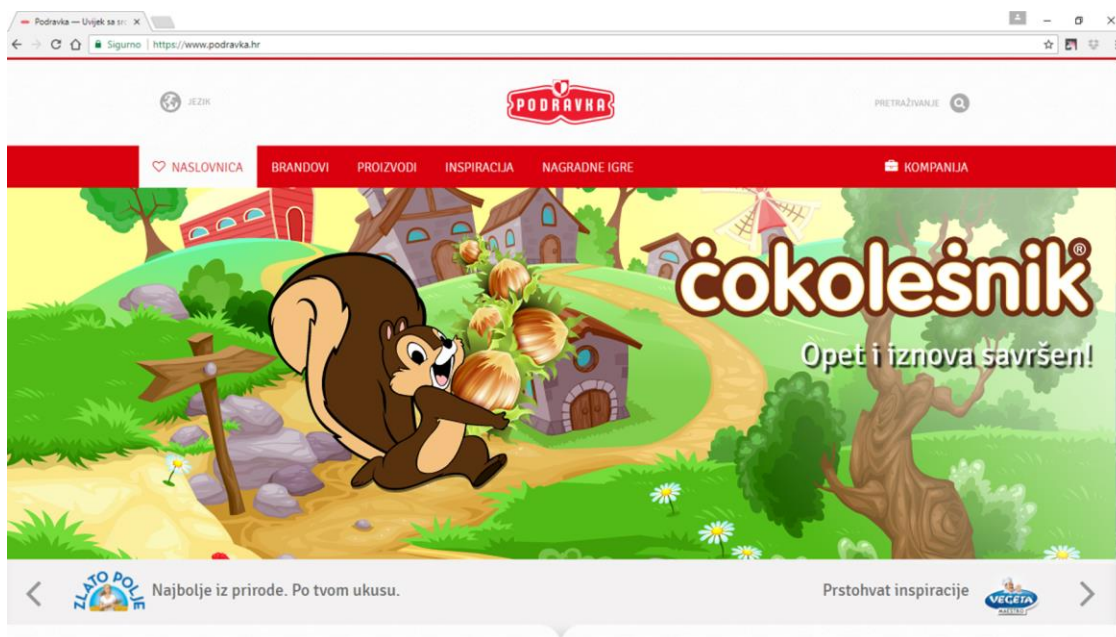 Podravka — Uvijek sa src
Sigurno | https://www.podravka.hr
JEZIK
PODRAVKA
PRETRAŽIVANJE
NASLOVNICA BRANDOVI PROIZVODI INSPIRACIJA NAGRADNE IGRE KOMPANIJA
čokolešnik®
Opet i iznova savršen!
ZLATO POLJE
Najbolje iz prirode. Po tvom ukusu.
Prstohvat inspiracije
VEGETA
MAESTRO